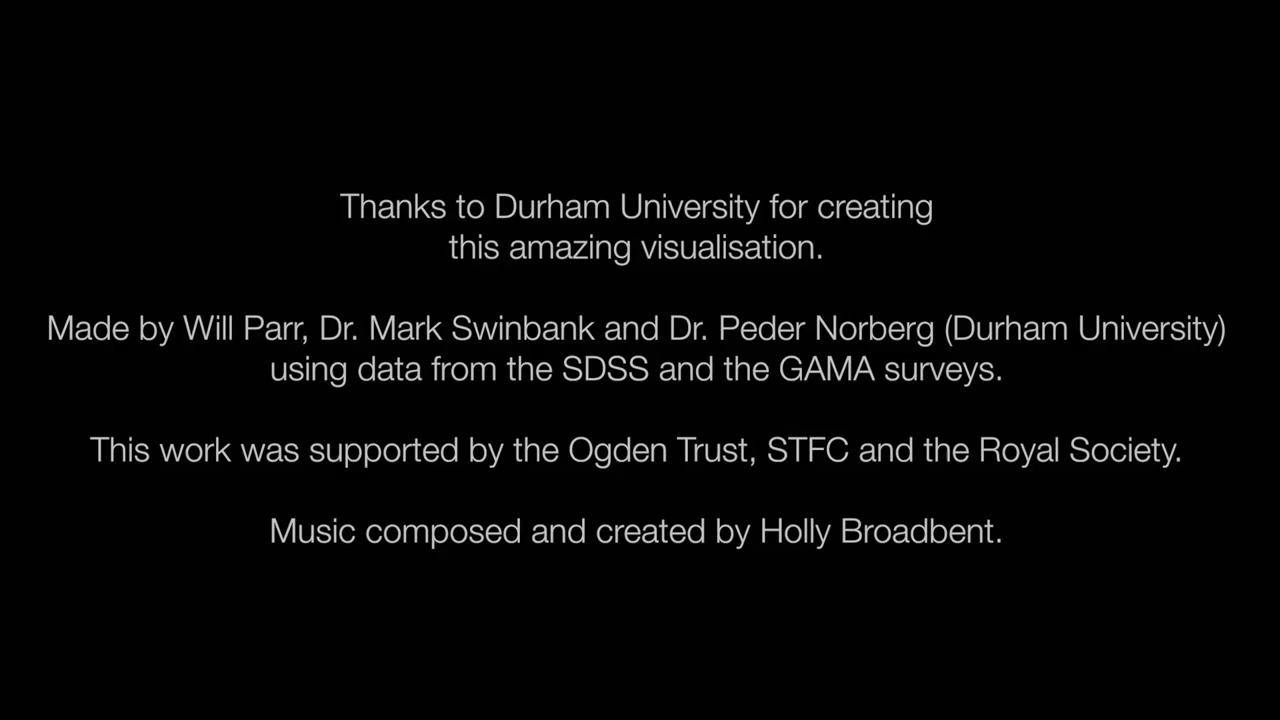 Thanks to Durham University for creating
this amazing visualisation.
Made by Will Parr, Dr. Mark Swinbank and Dr. Peder Norberg (Durham University)
using data from the SDSS and the GAMA surveys.
This work was supported by the Ogden Trust, STFC and the Royal Society.
Music composed and created by Holly Broadbent.